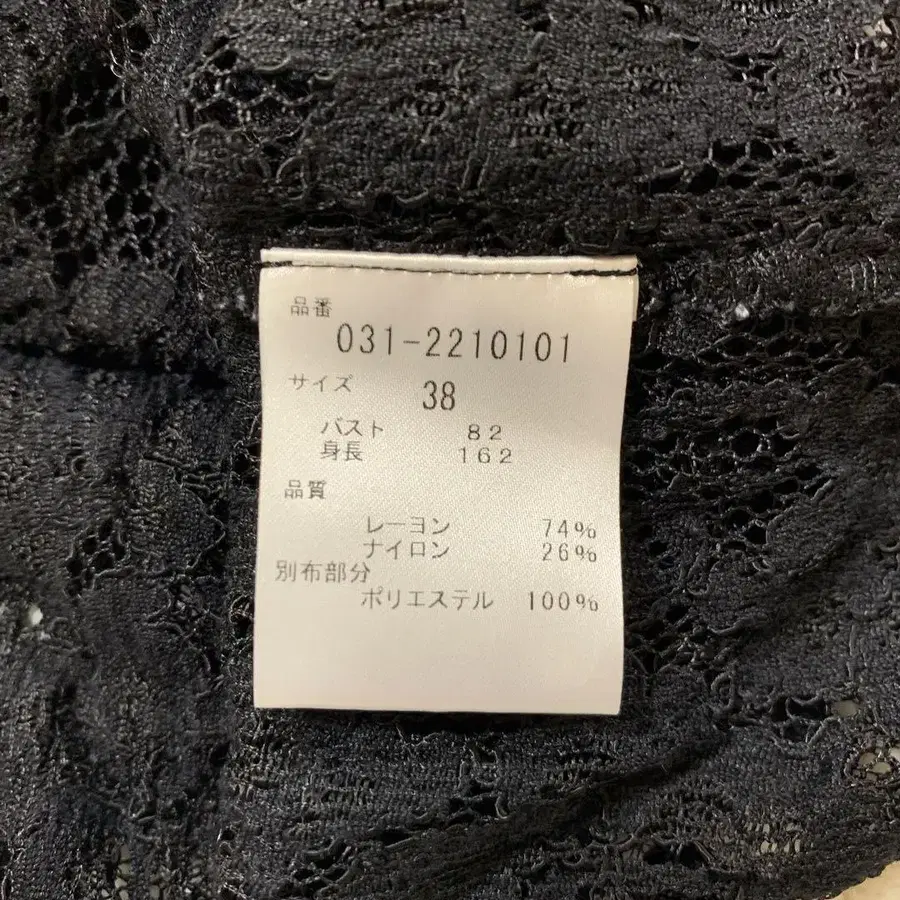 品番
031-2210101
サイズ 38
バスト 82
身長 162
品質
レーヨン 74%
ナイロン 26%
別布部分
ポリエステル 100%